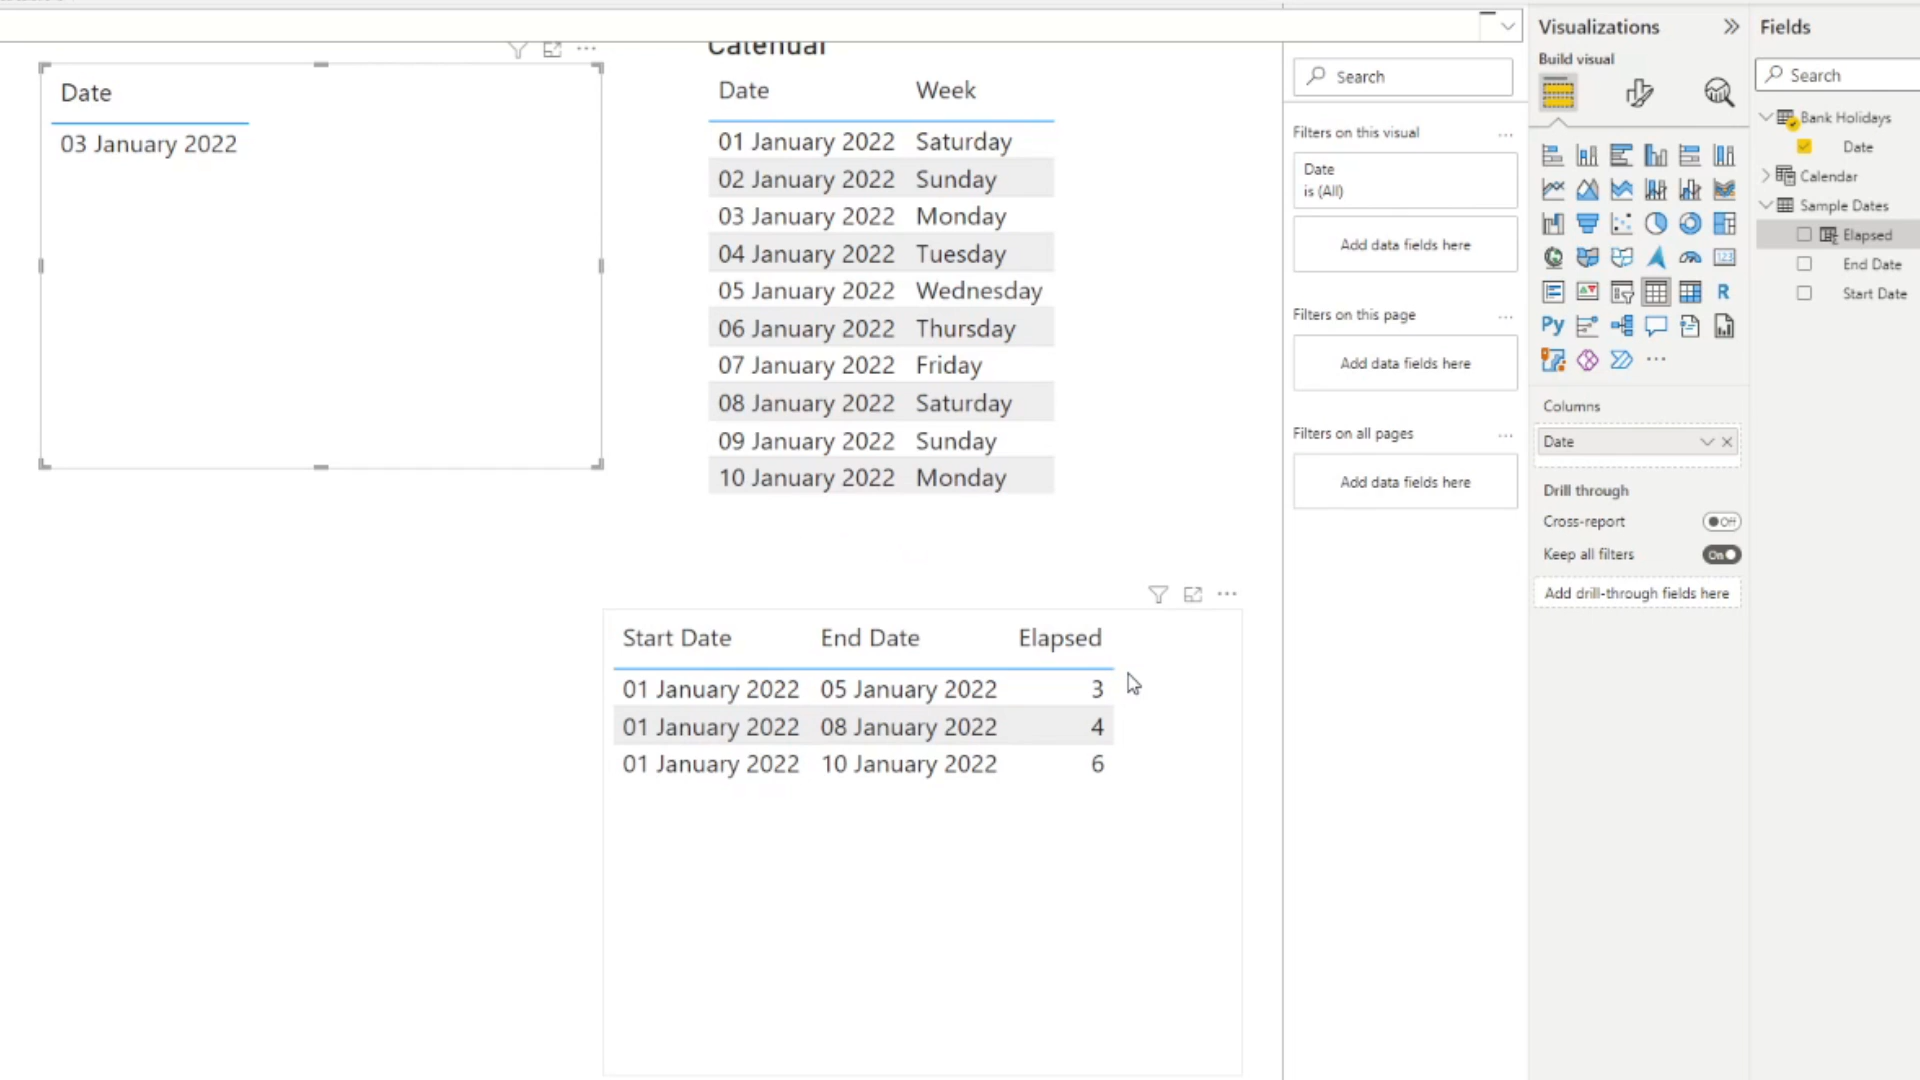 Date
03 January 2022
Calendar
Date Week
01 January 2022 Saturday
02 January 2022 Sunday
03 January 2022 Monday
04 January 2022 Tuesday
05 January 2022 Wednesday
06 January 2022 Thursday
07 January 2022 Friday
08 January 2022 Saturday
09 January 2022 Sunday
10 January 2022 Monday
Start Date End Date Elapsed
01 January 2022 05 January 2022 3
01 January 2022 08 January 2022 4
01 January 2022 10 January 2022 6
Search
Filters on this visual ...
Date
is (All)
Add data fields here
Filters on this page ...
Add data fields here
Filters on all pages ...
Add data fields here
Visualizations
Build visual
123
R
Py
...
Columns
Date
Drill through
Cross-report Off
Keep all filters On
Add drill-through fields here
Fields
Search
Bank Holidays
Date
Calendar
Sample Dates
Elapsed
End Date
Start Date